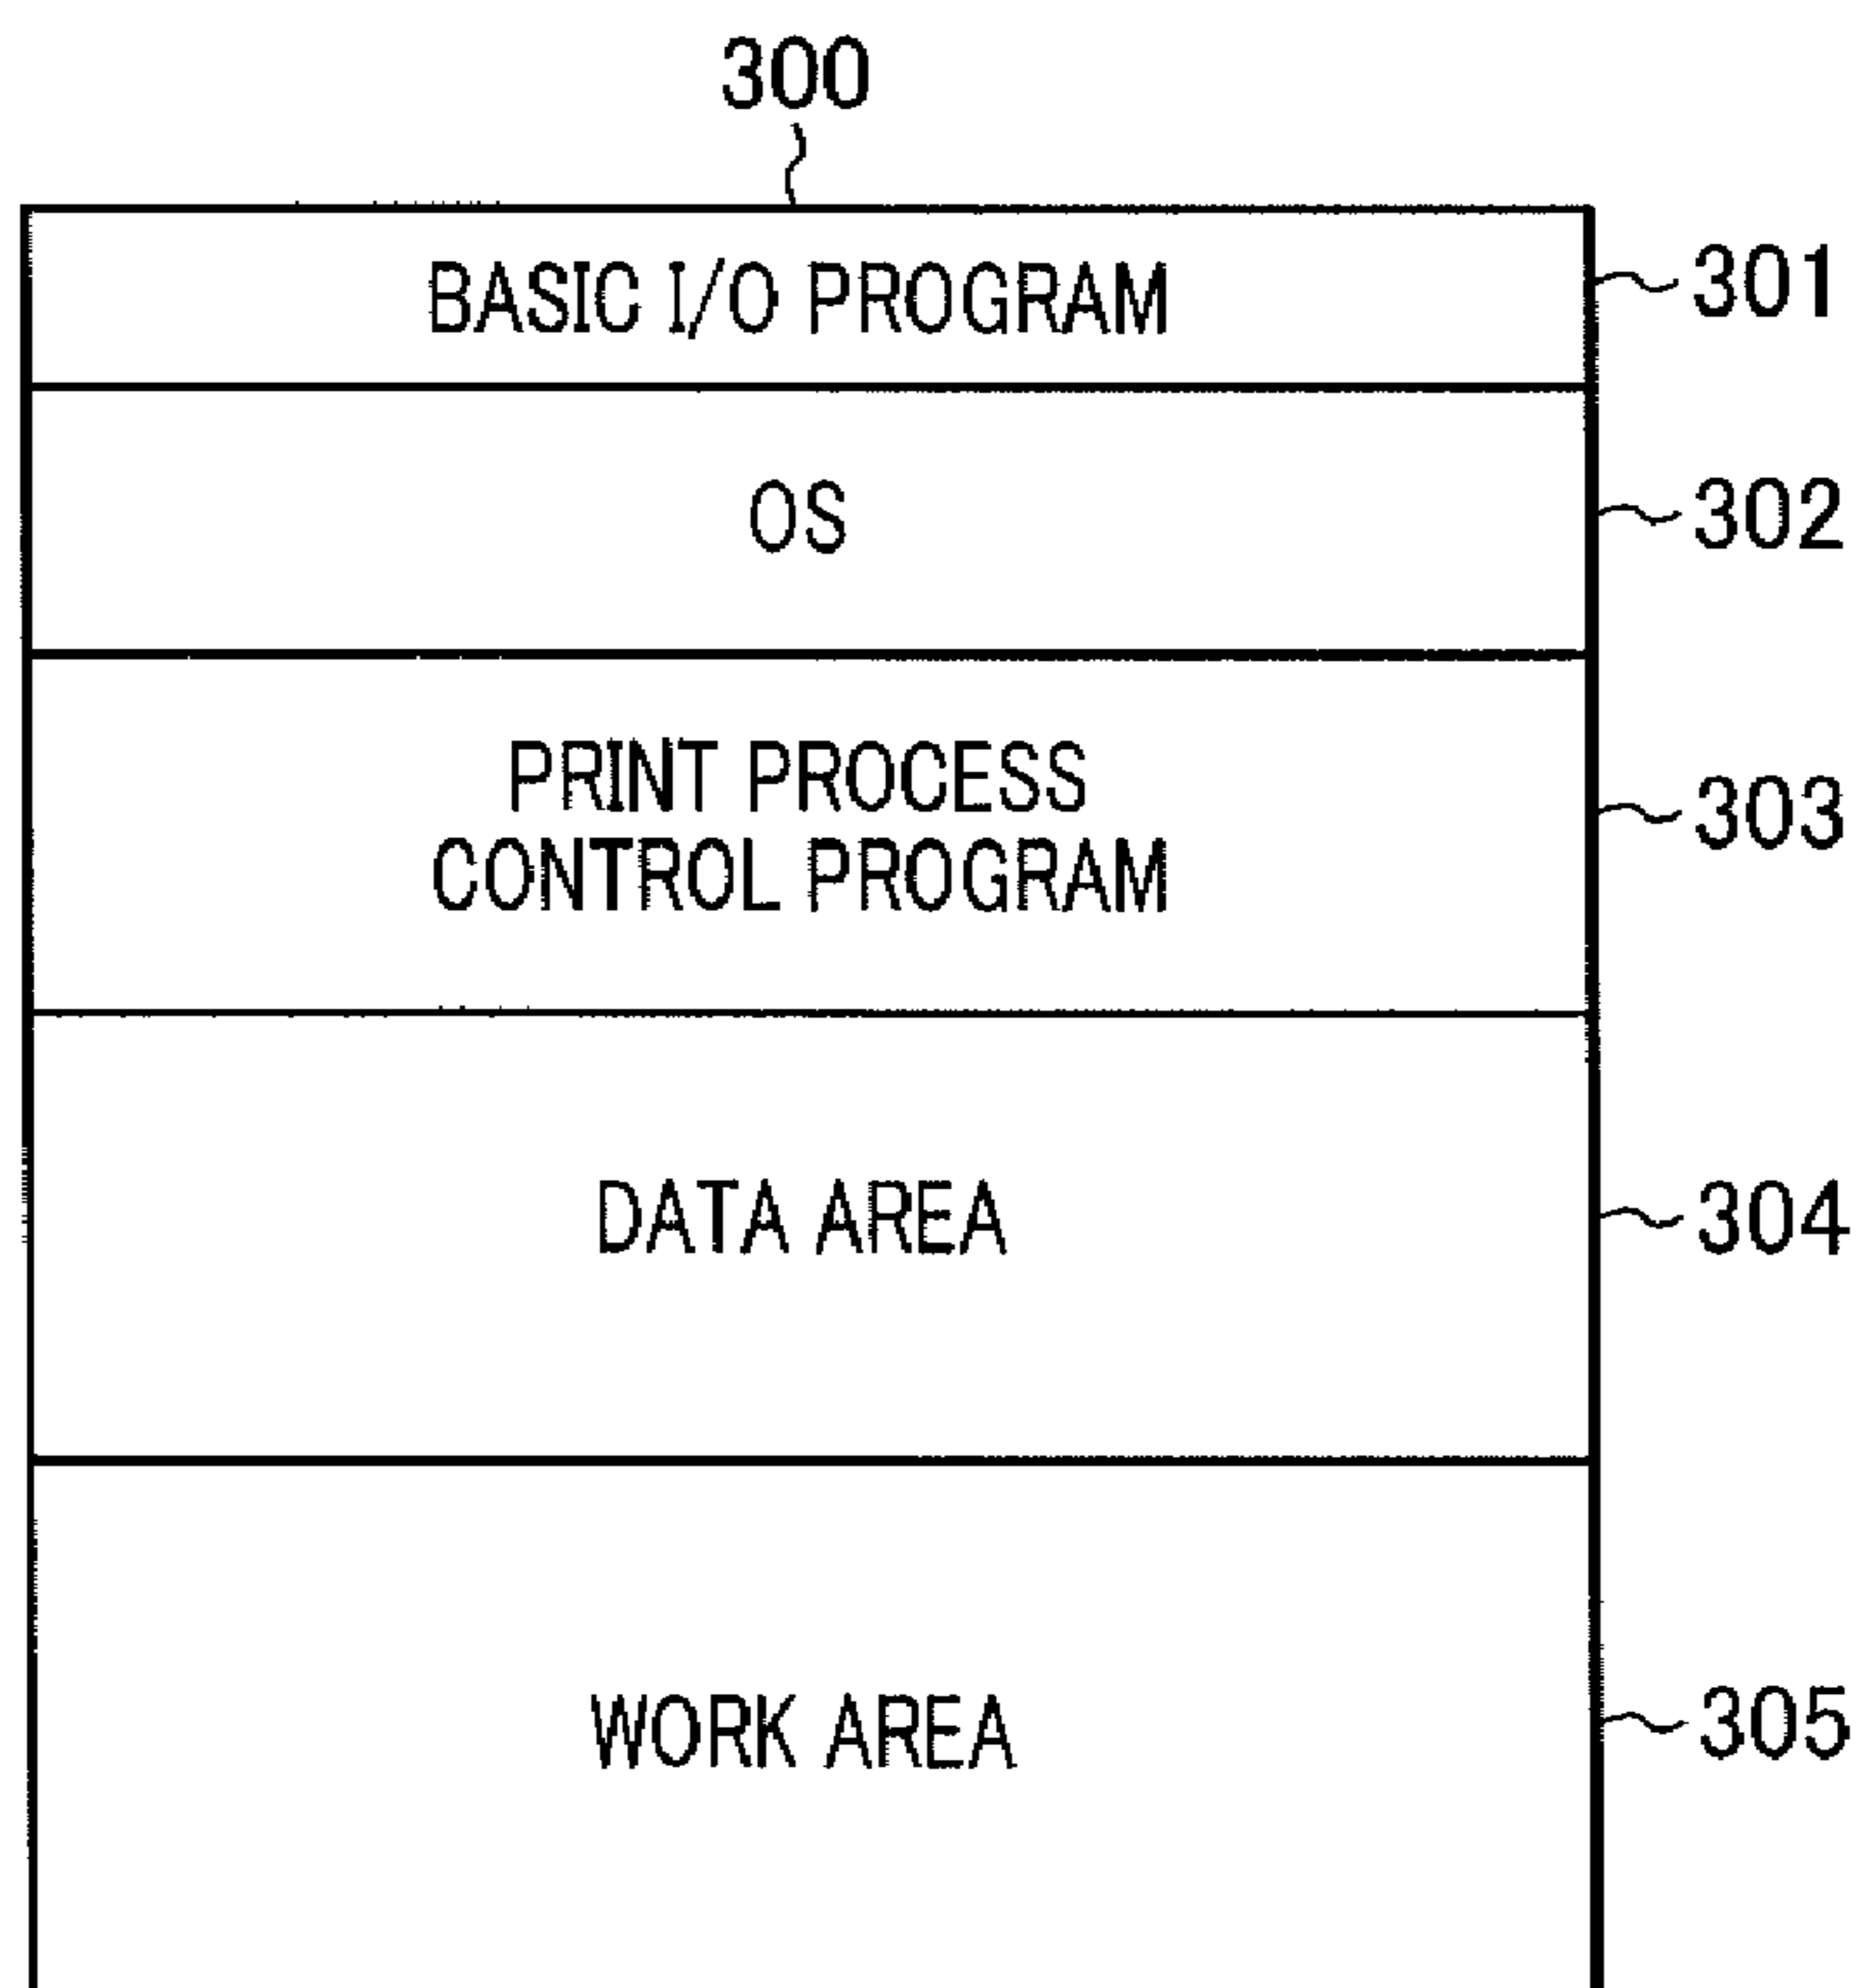 300
BASIC I/O PROGRAM
301
OS
302
PRINT PROCESS
CONTROL PROGRAM
303
DATA AREA
304
WORK AREA
305